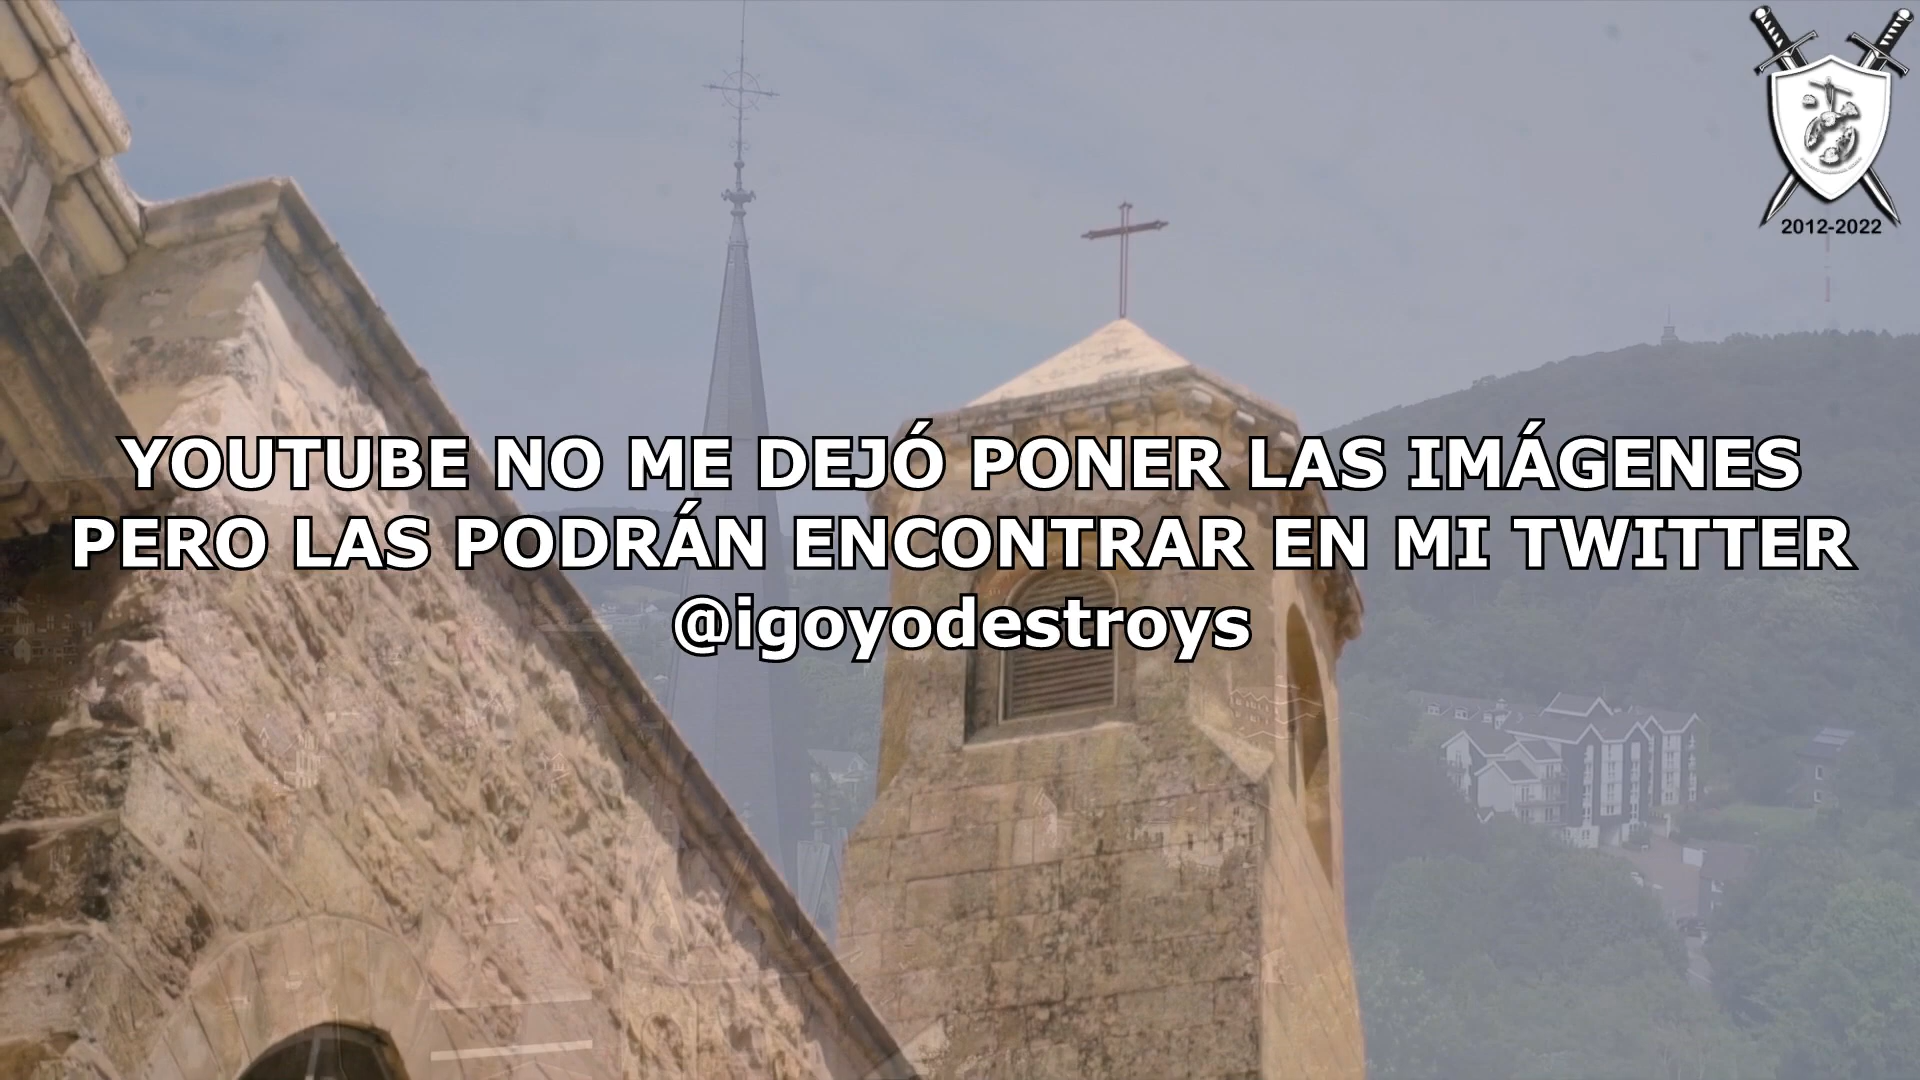 2012-2022
YOUTUBE NO ME DEJÓ PONER LAS IMÁGENES
PERO LAS PODRÁN ENCONTRAR EN MI TWITTER
@igoyodestroys